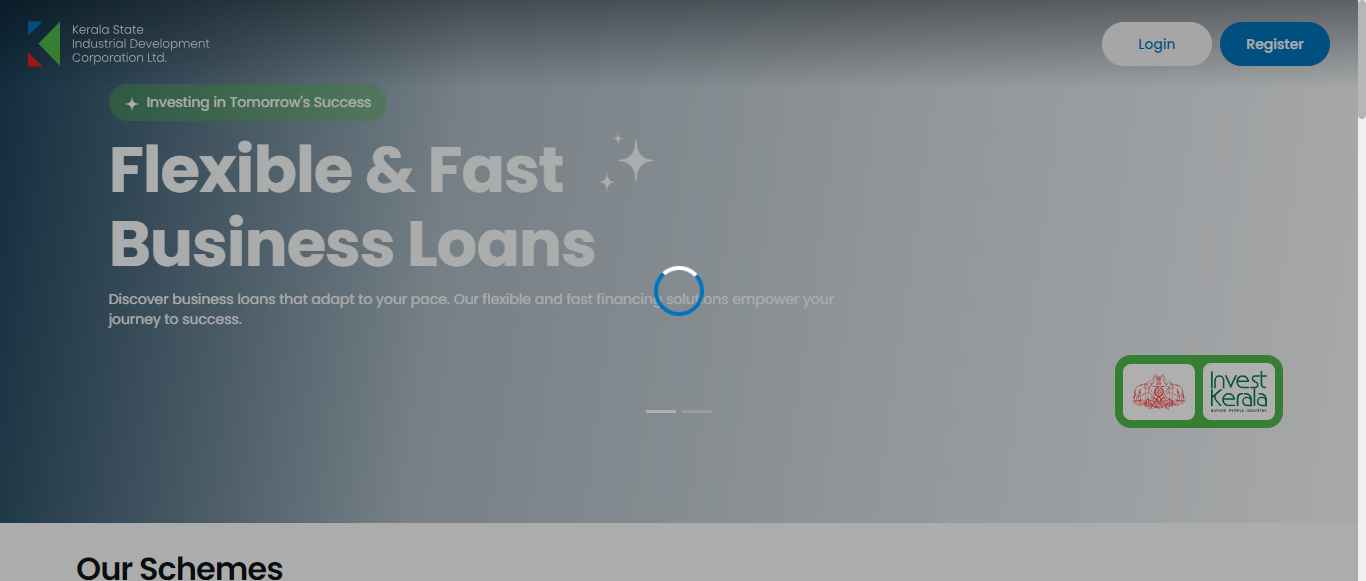 Kerala State
Industrial Development
Corporation Ltd.
Login
Register
Investing in Tomorrow's Success
Flexible & Fast
Business Loans
Discover business loans that adapt to your pace. Our flexible and fast financing solutions empower your
journey to success.
Invest
Kerala
NATURE. PEOPLE. INDUSTRY.
Our Schemes